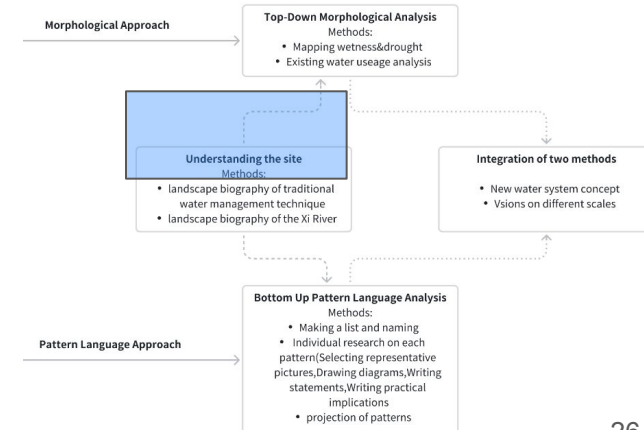 Morphological Approach
Top-Down Morphological Analysis
Methods:
• Mapping wetness&drought
• Existing water useage analysis
Understanding the site
Methods:
• landscape biography of traditional
water management technique
• landscape biography of the Xi River
Integration of two methods
• New water system concept
• Vsions on different scales
Pattern Language Approach
Bottom Up Pattern Language Analysis
Methods:
• Making a list and naming
• Individual research on each
pattern(Selecting representative
pictures,Drawing diagrams,Writing
statements,Writing practical
implications
• projection of patterns
26